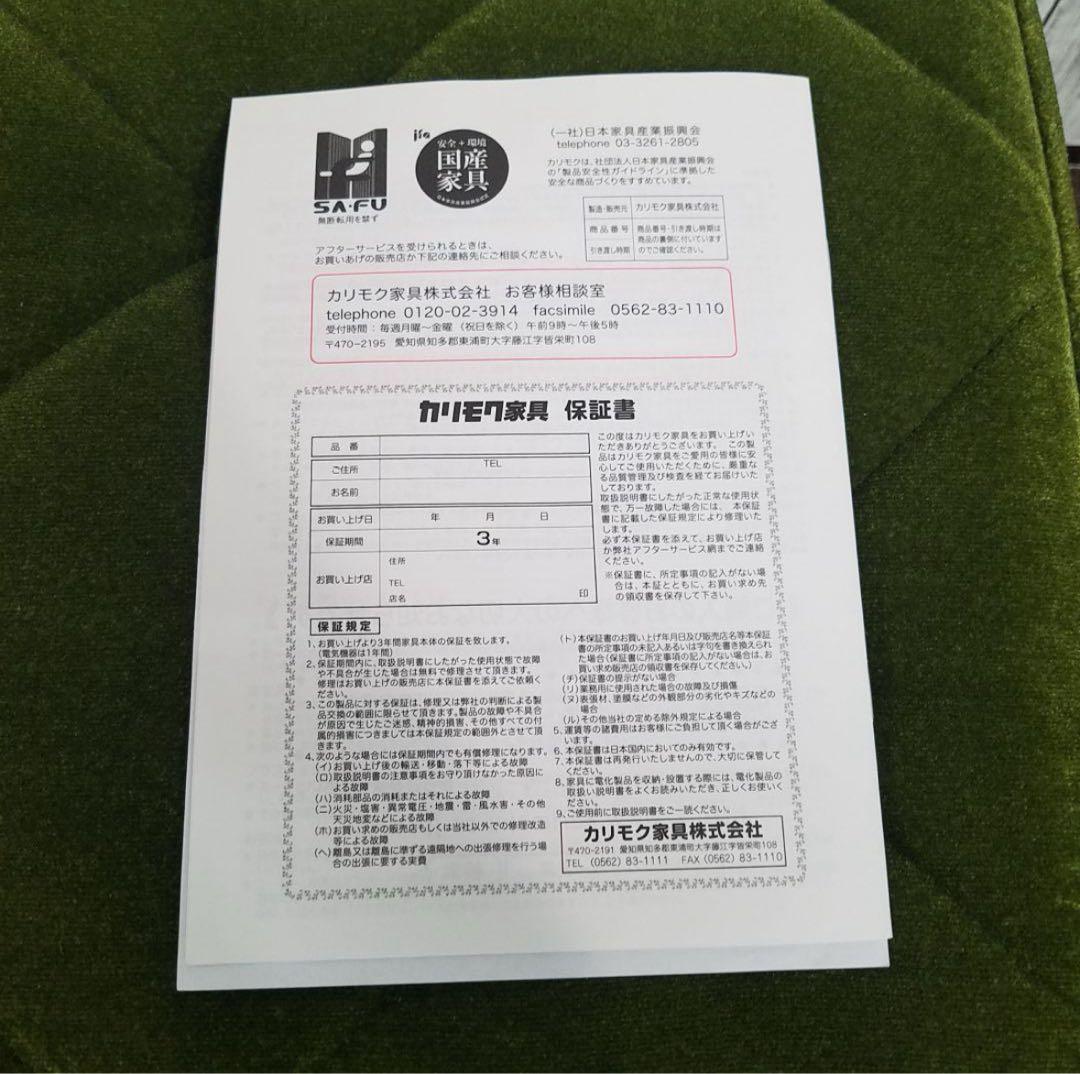 SA・FU
無断転用を禁ず
jfa
安全+環境
国産
家具
(一社)日本家具産業振興会
telephone 03-3261-2805
カリモクは、社団法人日本家具産業振興会
の「製品安全性ガイドライン」に準拠した
安全な商品づくりをすすめています。
製造・販売元 カリモク家具株式会社
商品番号 商品番号・引き渡し時期は
商品の裏側に付いています
引き渡し時期 のでご確認ください。
アフターサービスを受けられるときは、
お買いあげの販売店か下記の連絡先にご相談ください。
カリモク家具株式会社 お客様相談室
telephone 0120-02-3914 facsimile 0562-83-1110
受付時間:毎週月曜〜金曜(祝日を除く)午前9時〜午後5時
〒470-2195 愛知県知多郡東浦町大字藤江字皆栄町108
カリモク家具 保証書
品番
ご住所 TEL
お名前
お買い上げ日 年 月 日
保証期間 3年
お買い上げ店 住所
TEL
店名 印
この度はカリモク家具をお買い上げい
ただきありがとうございます。 この製
品はカリモク家具をご愛用の皆様に安
心してご使用いただくために、厳重な
る品質管理及び検査を経てお届けいた
しております。
取扱説明書にしたがった正常な使用状
態で、万一故障した場合には、本保証
書に記載した保証規定により修理いた
します。
必ず本保証書を添えて、お買い上げ店
か弊社アフターサービス網までご連絡
ください。
※保証書に、所定事項の記入がない場
合は、本証とともに、お買い求め先
の領収書を保存して下さい。
保証規定
1、お買い上げより3年間家具本体の保証を致します。
(電気機器は1年間)
2、保証期間内に、取扱説明書にしたがった使用状態で故障
や不具合が生じた場合は無料で修理させて頂きます。
修理はお買い上げの販売店に本保証書を添えてご依頼く
ださい。
3、この製品に対する保証は、修理又は弊社の判断による製
品交換の範囲に限らせて頂きます。製品の故障や不具合
が原因で生じたご迷惑、精神的損害、その他すべての付
属的損害につきましては本保証規定の範囲外とさせて頂
きます。
4、次のような場合には保証期間内でも有償修理になります。
(イ)お買い上げ後の輸送・移動・落下等による故障
(ロ)取扱説明書の注意事項をお守り頂けなかった原因に
よる故障
(ハ)消耗部品の消耗またはそれによる故障
(ニ)火災・塩害・異常電圧・地震・雷・風水害・その他
天災地変などによる故障
(ホ)お買い求めの販売店もしくは当社以外での修理改造
等による故障
(ヘ)離島又は離島に準ずる遠隔地への出張修理を行う場
合の出張に要する実費
(ト)本保証書のお買い上げ年月日及び販売店名等本保証
書の所定事項の未記入あるいは字句を書き換えられ
た場合(保証書に所定事項の記入がない場合は、お
買い求め販売店の領収書を保存してください。)
(チ)保証書の提示がない場合
(リ)業務用に使用された場合の故障及び損傷
(ヌ)表張材、塗膜などの外観部分の劣化やキズなどの
場合
(ル)その他当社の定める除外規定による場合
5、運賃等の諸費用はお客様にご負担して頂く場合がござ
います。
6、本保証書は日本国内においてのみ有効です。
7、本保証書は再発行いたしませんので、大切に保管して
ください。
8、家具に電化製品を収納・設置する際には、電化製品の
取扱い説明書をよくお読みいただき、正しくお使いく
ださい。
9、ご使用前に取扱説明書をご一読ください。
カリモク家具株式会社
〒470-2191 愛知県知多郡東浦町大字藤江字皆栄町108
TEL (0562) 83-1111 FAX (0562) 83-1110